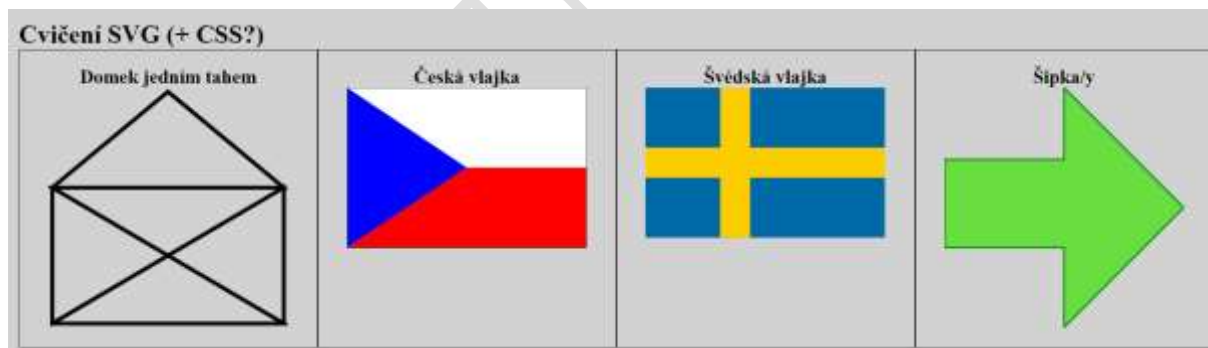 Cvičení SVG (+ CSS?)
Domek jedním tahem
Česká vlajka
Švédská vlajka
Šipka/y